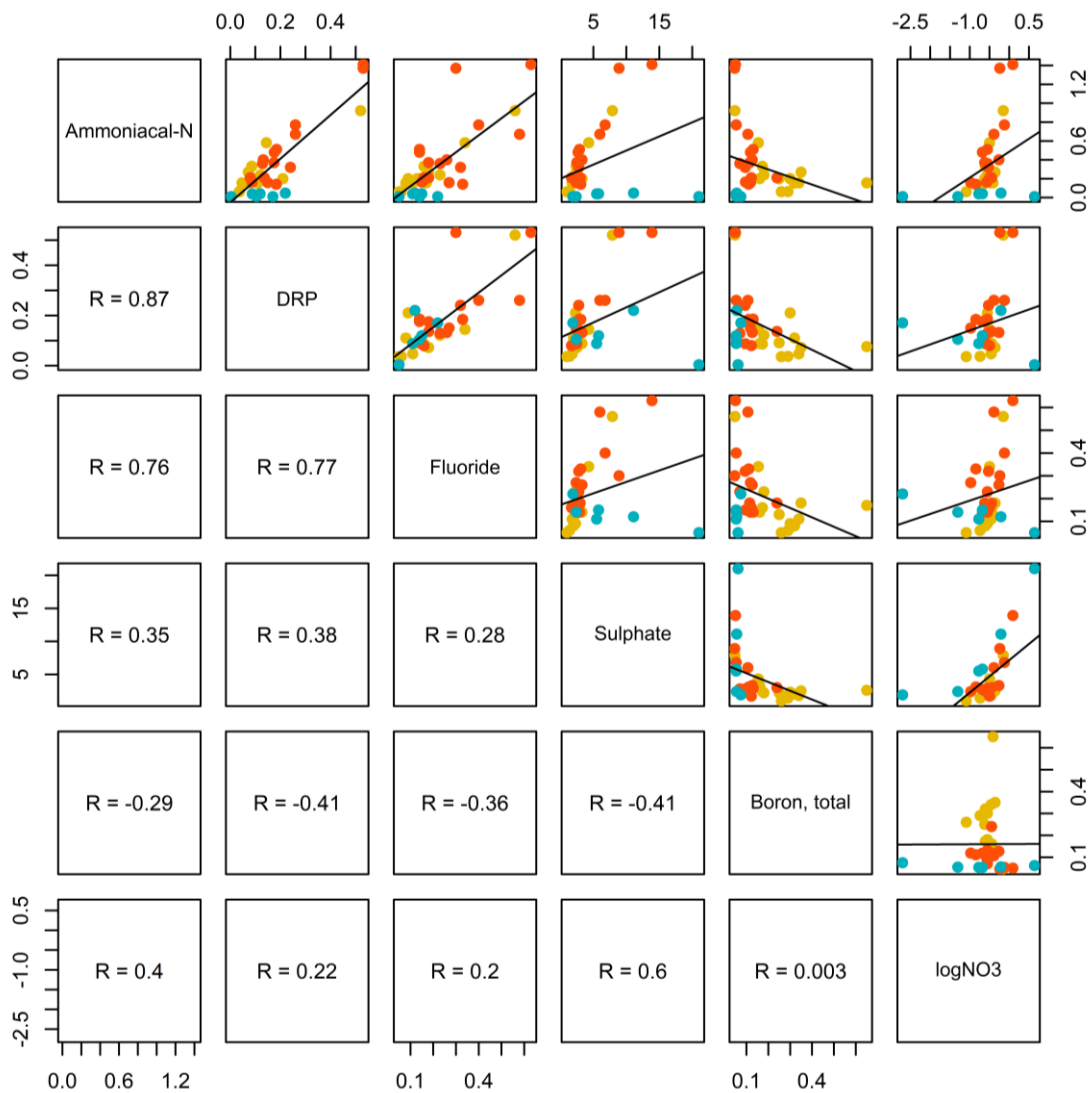 0.0 0.2 0.4
5 15
-2.5 -1.0 0.5
Ammoniacal-N
0.0 0.6 1.2
R = 0.87
DRP
0.0 0.2 0.4
R = 0.76
R = 0.77
Fluoride
0.1 0.4
R = 0.35
R = 0.38
R = 0.28
Sulphate
5 15
R = -0.29
R = -0.41
R = -0.36
R = -0.41
Boron, total
0.1 0.4
R = 0.4
R = 0.22
R = 0.2
R = 0.6
R = 0.003
logNO3
-2.5 -1.0 0.5
0.0 0.6 1.2
0.1 0.4
0.1 0.4